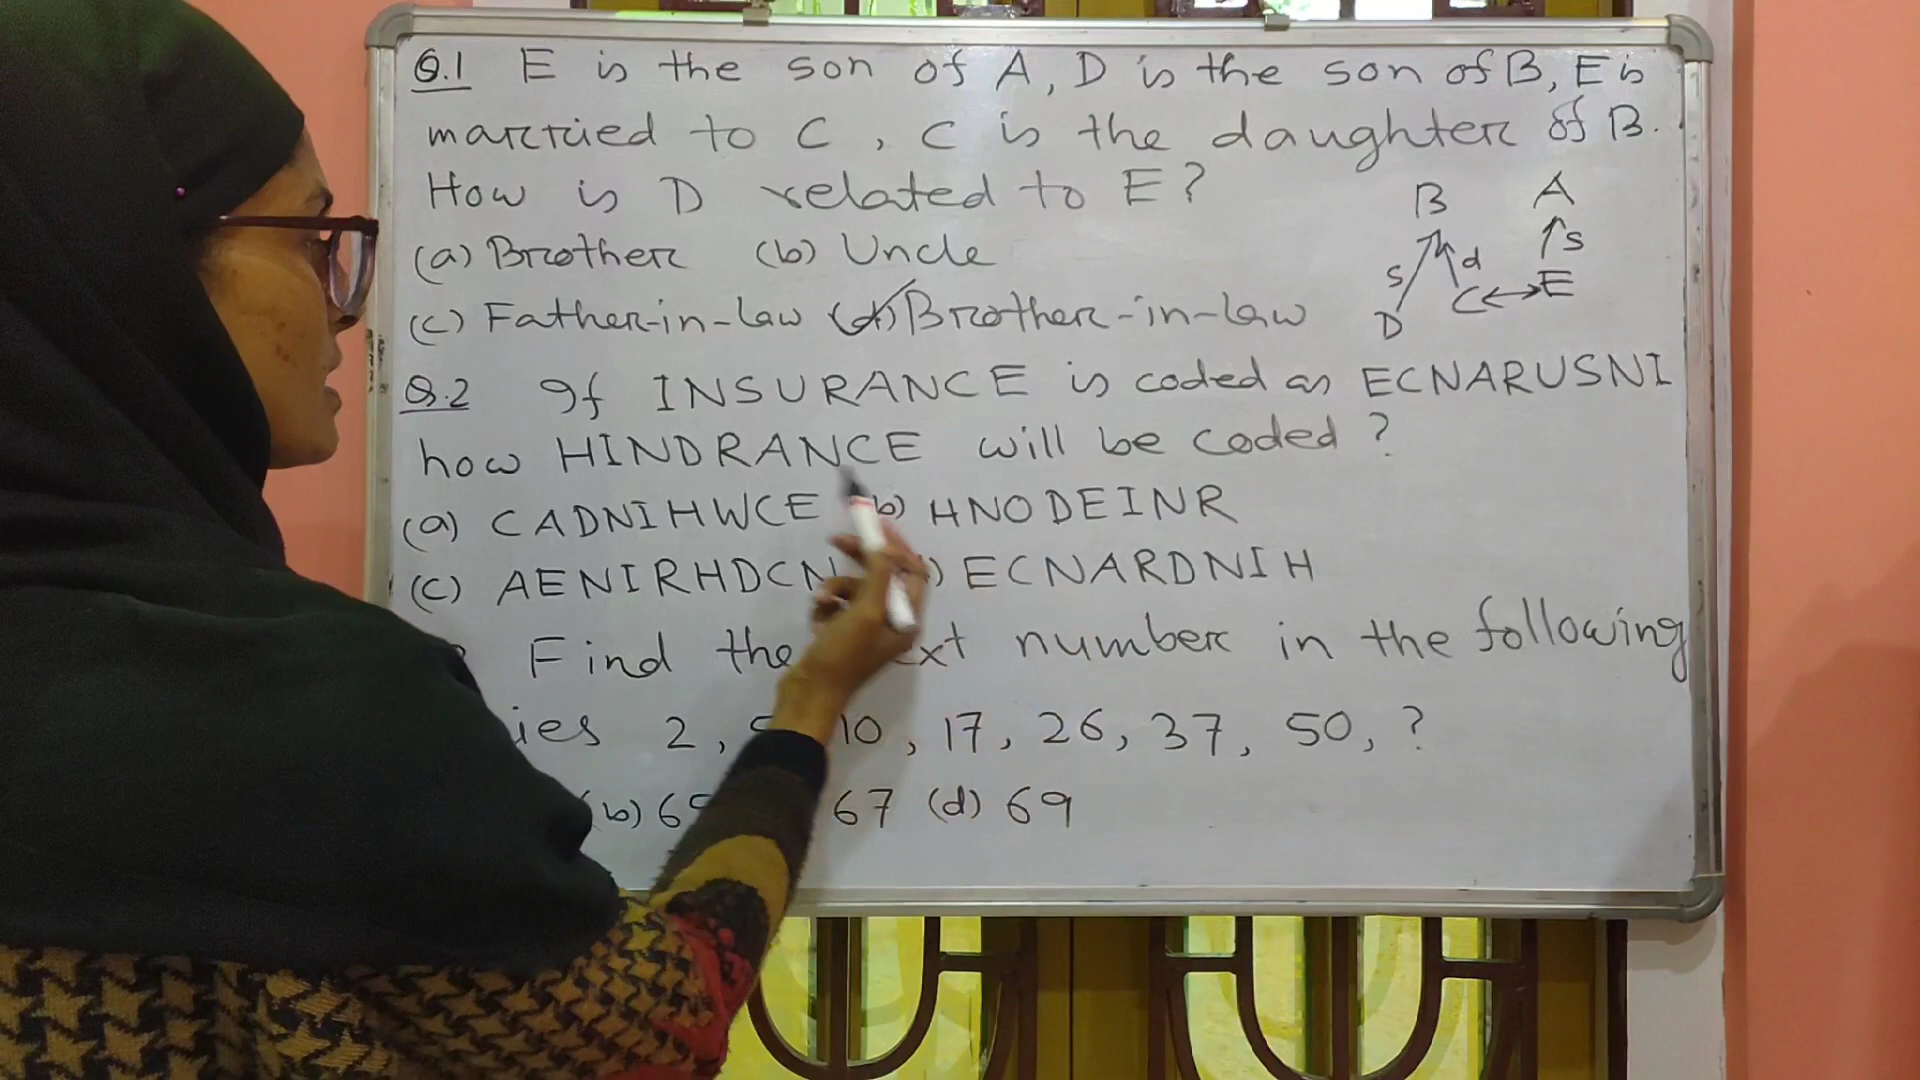 Q.1 E is the son of A, D is the son of B, E is
married to C, C is the daughter of B.
How is D related to E?
(a) Brother (b) Uncle
(c) Father-in-law (d) Brother-in-law
B A
s d s
D C E
Q.2 If INSURANCE is coded as ECNARUSNI
how HINDRANCE will be coded?
(a) CADNIHWCE b) HNODEINR
(c) AENIRHDCN ) ECNARDNIH
Find the number in the following
2, 10, 17, 26, 37, 50, ?
(b) 67 (d) 69